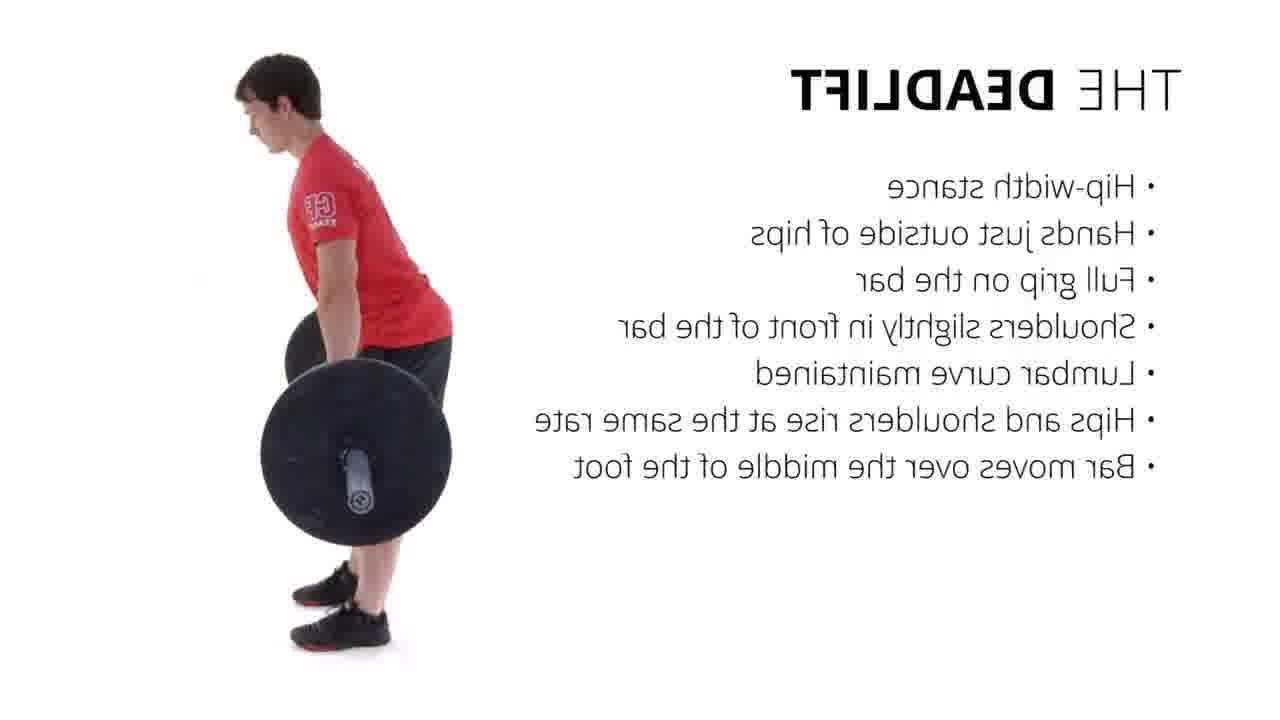 THE DEADLIFT
• Hip-width stance
• Hands just outside of hips
• Full grip on the bar
• Shoulders slightly in front of the bar
• Lumbar curve maintained
• Hips and shoulders rise at the same rate
• Bar moves over the middle of the foot